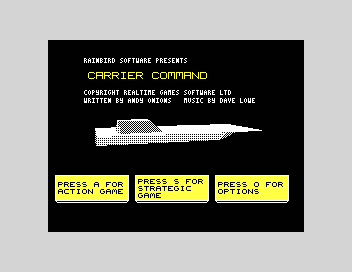 RAINBIRD SOFTWARE PRESENTS
CARRIER COMMAND
COPYRIGHT REALTIME GAMES SOFTWARE LTD
WRITTEN BY ANDY ONIONS MUSIC BY DAVE LOWE
PRESS A FOR
ACTION GAME
PRESS S FOR
STRATEGIC
GAME
PRESS O FOR
OPTIONS